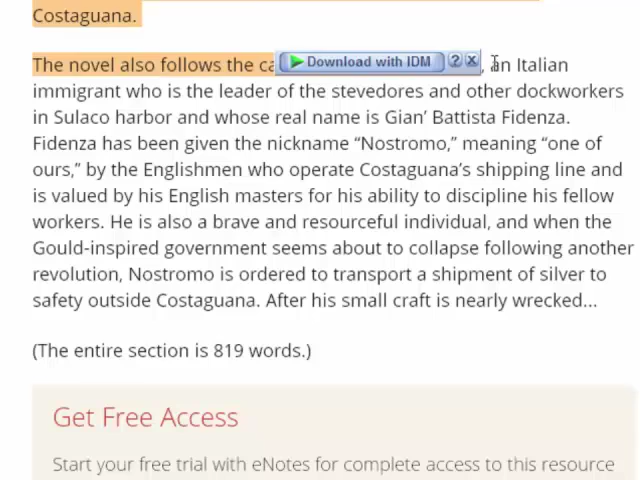 Costaguana.
The novel also follows the ca Download with IDM ? X , an Italian
immigrant who is the leader of the stevedores and other dockworkers
in Sulaco harbor and whose real name is Gian’ Battista Fidenza.
Fidenza has been given the nickname “Nostromo,” meaning “one of
ours,” by the Englishmen who operate Costaguana’s shipping line and
is valued by his English masters for his ability to discipline his fellow
workers. He is also a brave and resourceful individual, and when the
Gould-inspired government seems about to collapse following another
revolution, Nostromo is ordered to transport a shipment of silver to
safety outside Costaguana. After his small craft is nearly wrecked...
(The entire section is 819 words.)
Get Free Access
Start your free trial with eNotes for complete access to this resource